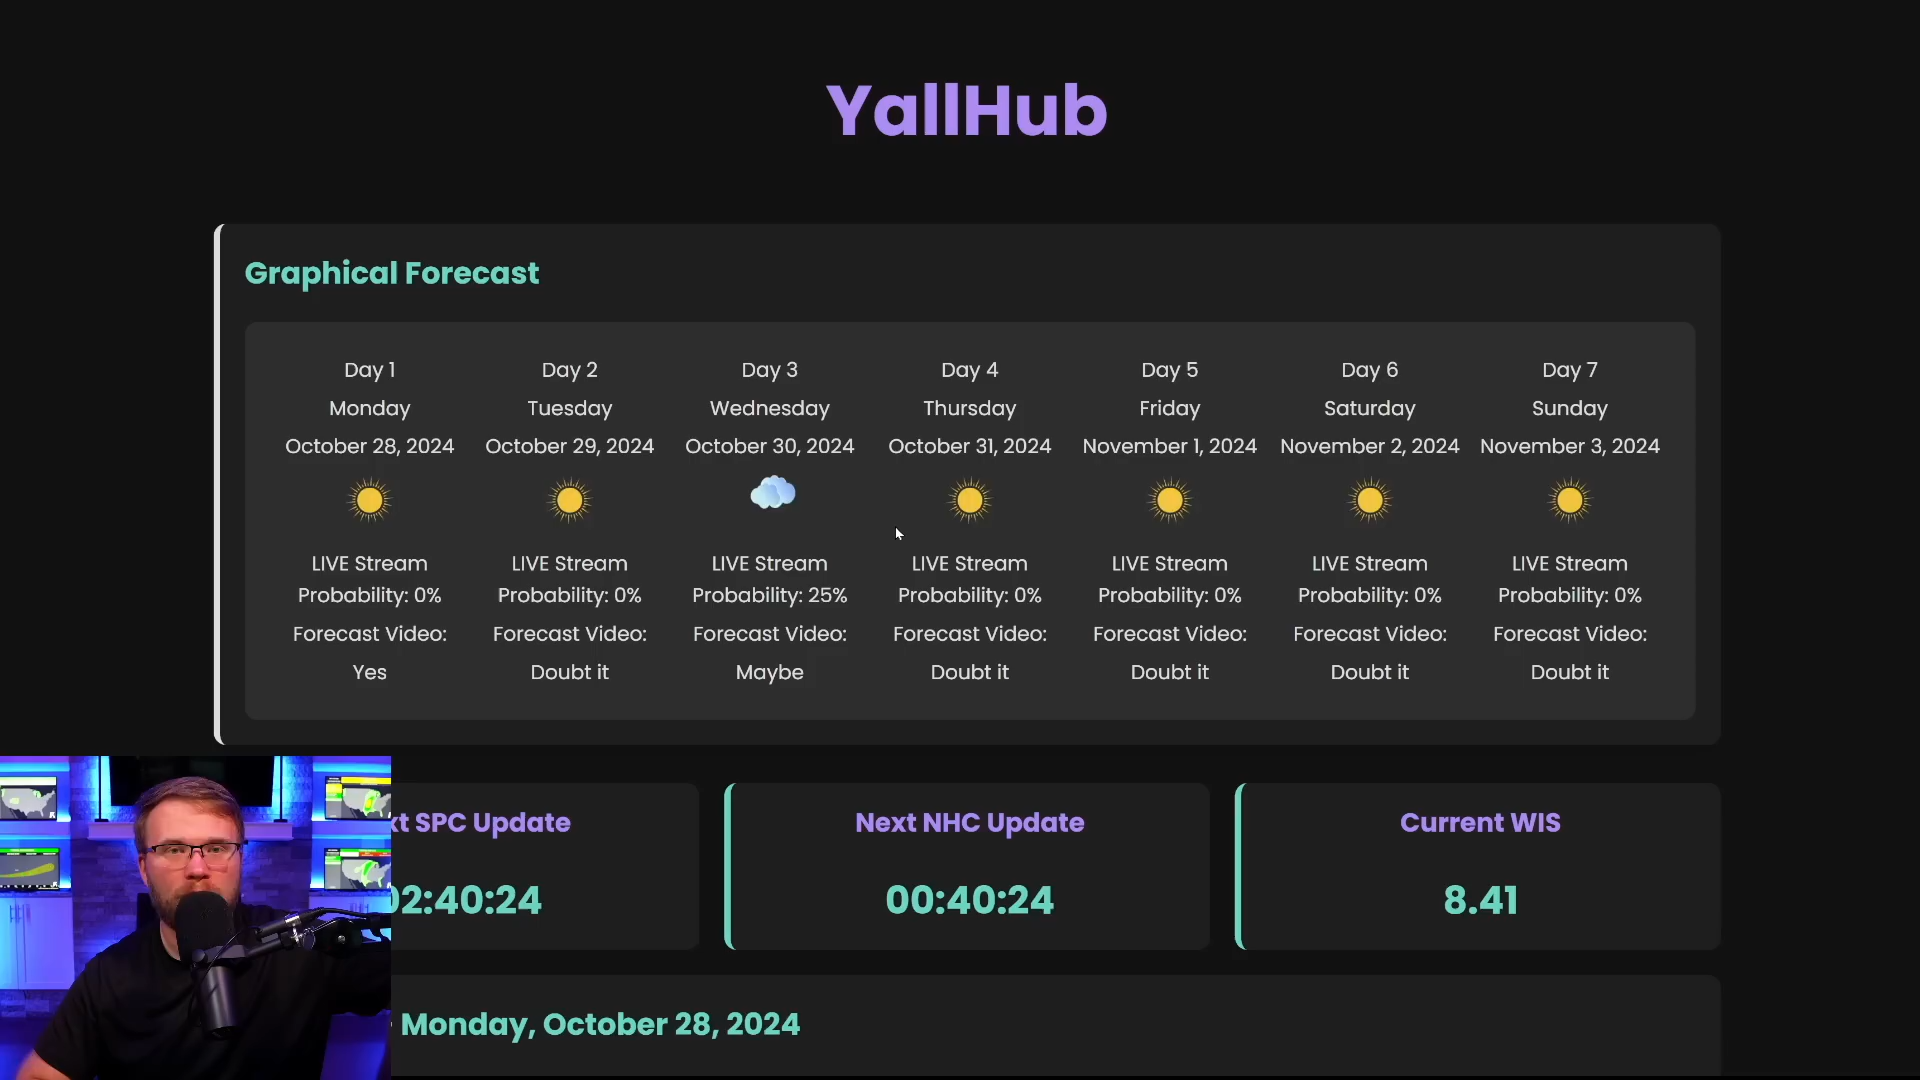 YallHub
Graphical Forecast
Day 1
Monday
October 28, 2024
LIVE Stream
Probability: 0%
Forecast Video:
Yes
Day 2
Tuesday
October 29, 2024
LIVE Stream
Probability: 0%
Forecast Video:
Doubt it
Day 3
Wednesday
October 30, 2024
LIVE Stream
Probability: 25%
Forecast Video:
Maybe
Day 4
Thursday
October 31, 2024
LIVE Stream
Probability: 0%
Forecast Video:
Doubt it
Day 5
Friday
November 1, 2024
LIVE Stream
Probability: 0%
Forecast Video:
Doubt it
Day 6
Saturday
November 2, 2024
LIVE Stream
Probability: 0%
Forecast Video:
Doubt it
Day 7
Sunday
November 3, 2024
LIVE Stream
Probability: 0%
Forecast Video:
Doubt it
xt SPC Update
02:40:24
Next NHC Update
00:40:24
Current WIS
8.41
Monday, October 28, 2024